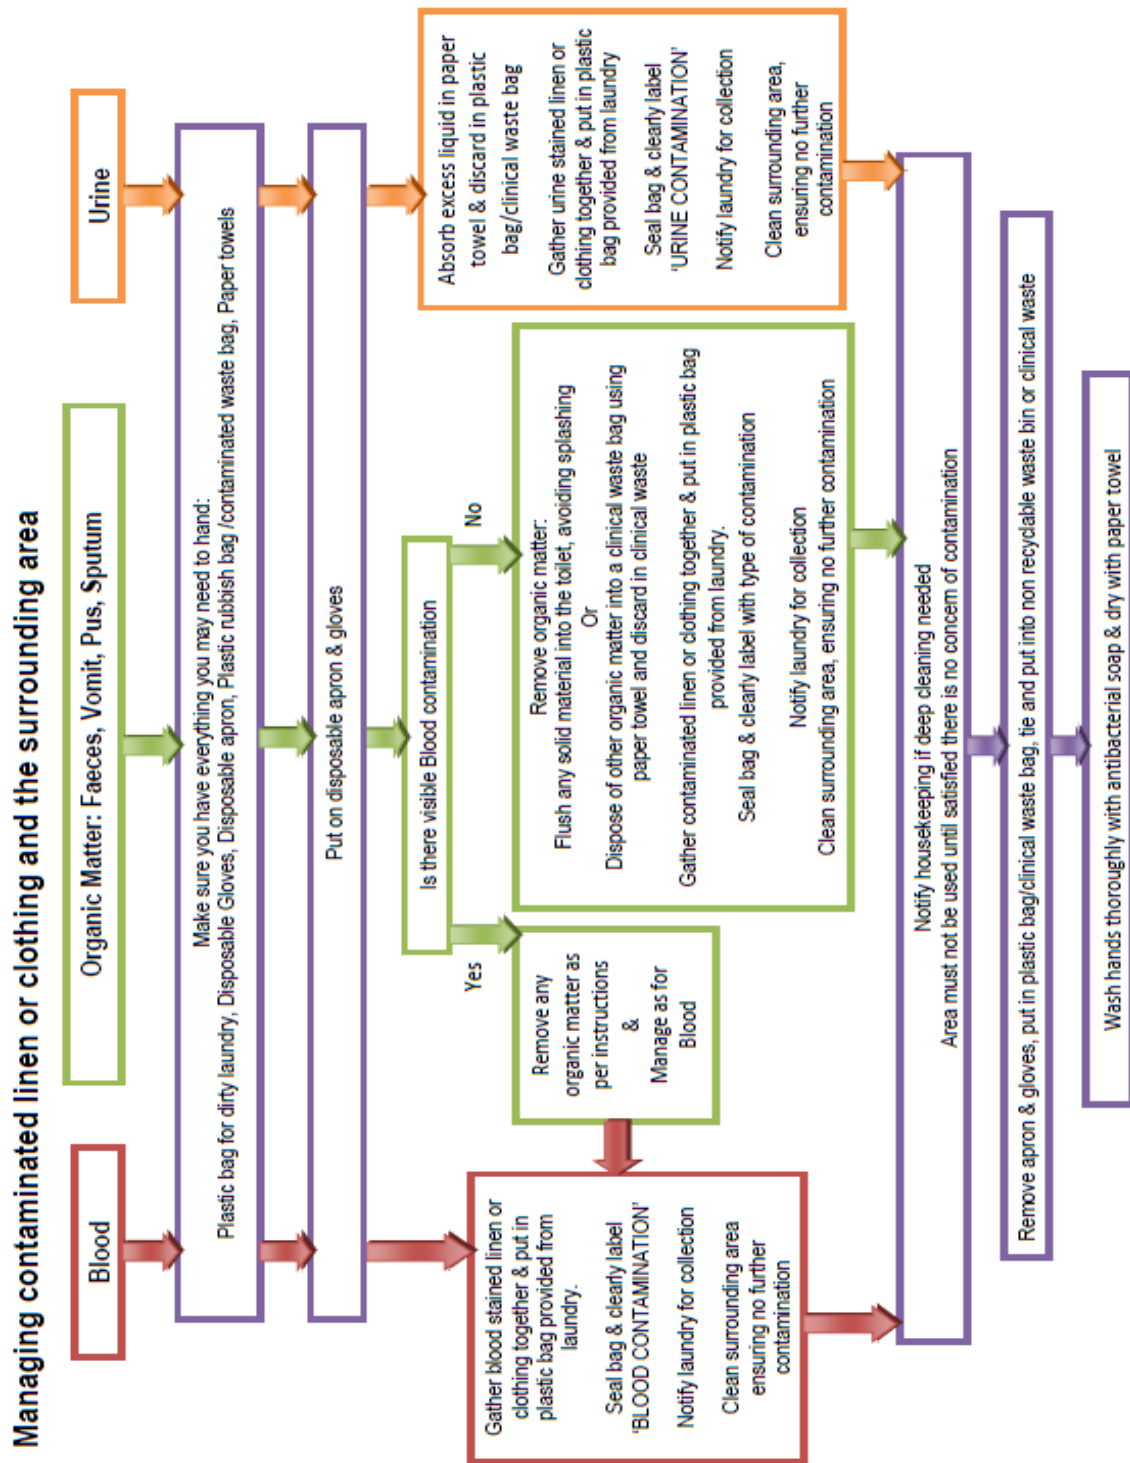 Managing contaminated linen or clothing and the surrounding area
Blood
Organic Matter: Faeces, Vomit, Pus, Sputum
Urine
Make sure you have everything you may need to hand:
Plastic bag for dirty laundry, Disposable Gloves, Disposable apron, Plastic rubbish bag /contaminated waste bag, Paper towels
Put on disposable apron & gloves
Is there visible Blood contamination
Yes
No
Gather blood stained linen or
clothing together & put in
plastic bag provided from
laundry.
Seal bag & clearly label
'BLOOD CONTAMINATION'
Notify laundry for collection
Clean surrounding area
ensuring no further
contamination
Remove any
organic matter as
per instructions
&
Manage as for
Blood
Remove organic matter:
Flush any solid material into the toilet, avoiding splashing
Or
Dispose of other organic matter into a clinical waste bag using
paper towel and discard in clinical waste
Gather contaminated linen or clothing together & put in plastic bag
provided from laundry.
Seal bag & clearly label with type of contamination
Notify laundry for collection
Clean surrounding area, ensuring no further contamination
Absorb excess liquid in paper
towel & discard in plastic
bag/clinical waste bag
Gather urine stained linen or
clothing together & put in plastic
bag provided from laundry
Seal bag & clearly label
'URINE CONTAMINATION'
Notify laundry for collection
Clean surrounding area,
ensuring no further
contamination
Notify housekeeping if deep cleaning needed
Area must not be used until satisfied there is no concern of contamination
Remove apron & gloves, put in plastic bag/clinical waste bag, tie and put into non recyclable waste bin or clinical waste
Wash hands thoroughly with antibacterial soap & dry with paper towel